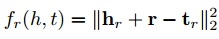 f_r(h, t) = ‖h_r + r − t_r‖_2^2